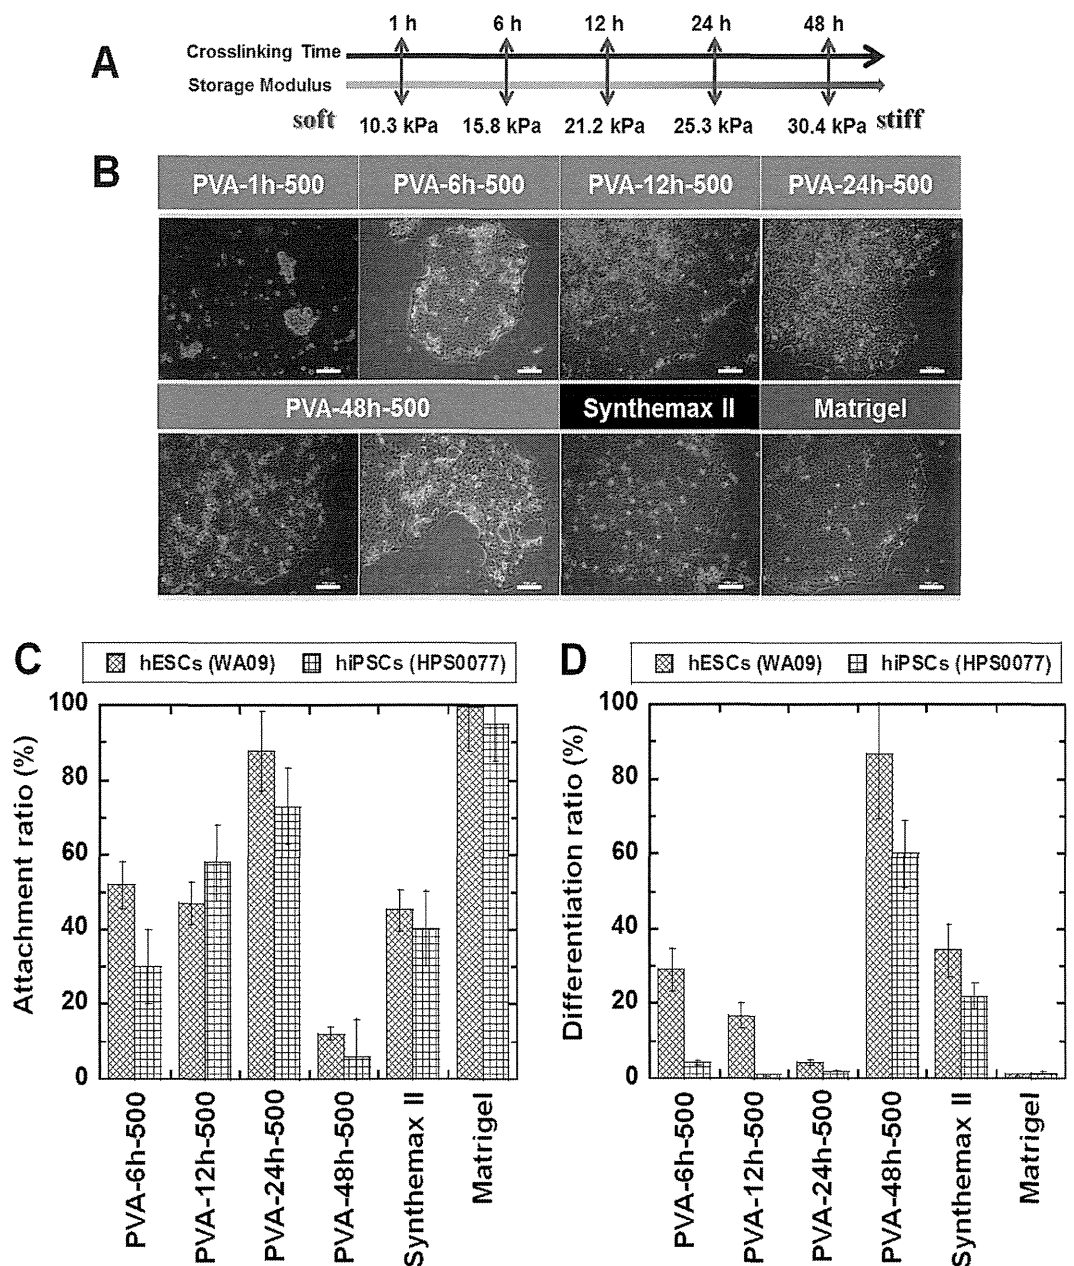 A
1 h 6 h 12 h 24 h 48 h
Crosslinking Time
Storage Modulus
soft 10.3 kPa 15.8 kPa 21.2 kPa 25.3 kPa 30.4 kPa stiff
B
PVA-1h-500 PVA-6h-500 PVA-12h-500 PVA-24h-500
PVA-48h-500 Synthemax II Matrigel
C
hESCs (WA09) hiPSCs (HPS0077)
Attachment ratio (%)
100
80
60
40
20
0
PVA-6h-500
PVA-12h-500
PVA-24h-500
PVA-48h-500
Synthemax II
Matrigel
D
hESCs (WA09) hiPSCs (HPS0077)
Differentiation ratio (%)
100
80
60
40
20
0
PVA-6h-500
PVA-12h-500
PVA-24h-500
PVA-48h-500
Synthemax II
Matrigel